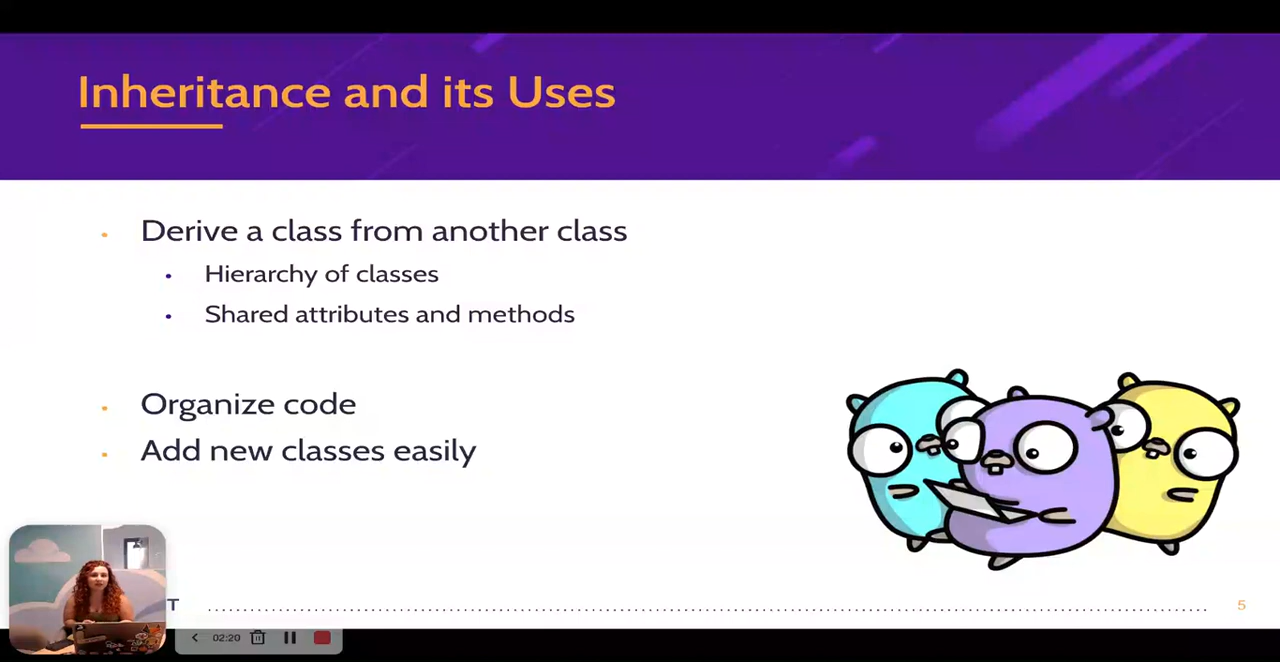 Inheritance and its Uses
Derive a class from another class
Hierarchy of classes
Shared attributes and methods
Organize code
Add new classes easily
T
5
02:20